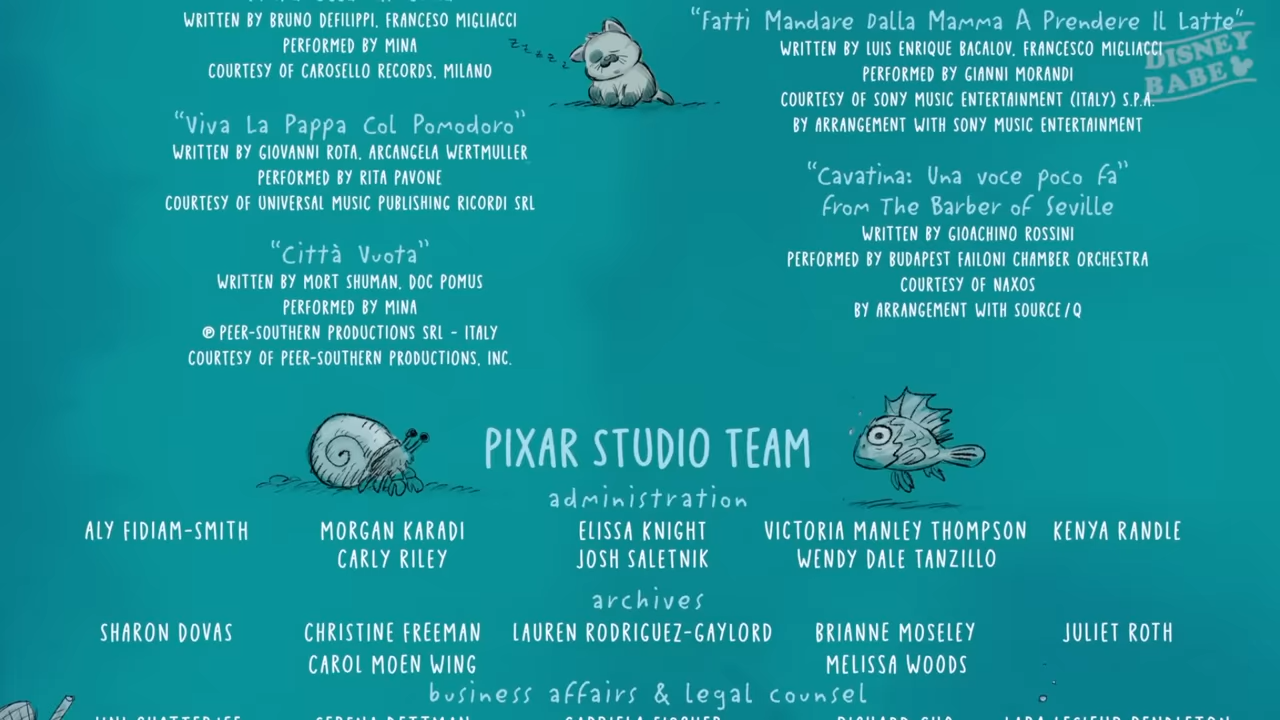 WRITTEN BY BRUNO DEFILIPPI, FRANCESO MIGLIACCI
PERFORMED BY MINA
COURTESY OF CAROSELLO RECORDS, MILANO
"Viva La Pappa Col Pomodoro"
WRITTEN BY GIOVANNI ROTA, ARCANGELA WERTMULLER
PERFORMED BY RITA PAVONE
COURTESY OF UNIVERSAL MUSIC PUBLISHING RICORDI SRL
"Città Vuota"
WRITTEN BY MORT SHUMAN, DOC POMUS
PERFORMED BY MINA
℗ PEER-SOUTHERN PRODUCTIONS SRL - ITALY
COURTESY OF PEER-SOUTHERN PRODUCTIONS, INC.
zzzzz
"Fatti Mandare Dalla Mamma A Prendere Il Latte"
WRITTEN BY LUIS ENRIQUE BACALOV, FRANCESCO MIGLIACCI
PERFORMED BY GIANNI MORANDI
COURTESY OF SONY MUSIC ENTERTAINMENT (ITALY) S.P.A.
BY ARRANGEMENT WITH SONY MUSIC ENTERTAINMENT
DISNEY
BABE
"Cavatina: Una voce poco fa"
from The Barber of Seville
WRITTEN BY GIOACHINO ROSSINI
PERFORMED BY BUDAPEST FAILONI CHAMBER ORCHESTRA
COURTESY OF NAXOS
BY ARRANGEMENT WITH SOURCE/Q
PIXAR STUDIO TEAM
administration
ALY FIDIAM-SMITH MORGAN KARADI ELISSA KNIGHT VICTORIA MANLEY THOMPSON KENYA RANDLE
CARLY RILEY JOSH SALETNIK WENDY DALE TANZILLO
archives
SHARON DOVAS CHRISTINE FREEMAN LAUREN RODRIGUEZ-GAYLORD BRIANNE MOSELEY JULIET ROTH
CAROL MOEN WING MELISSA WOODS
business affairs & legal counsel